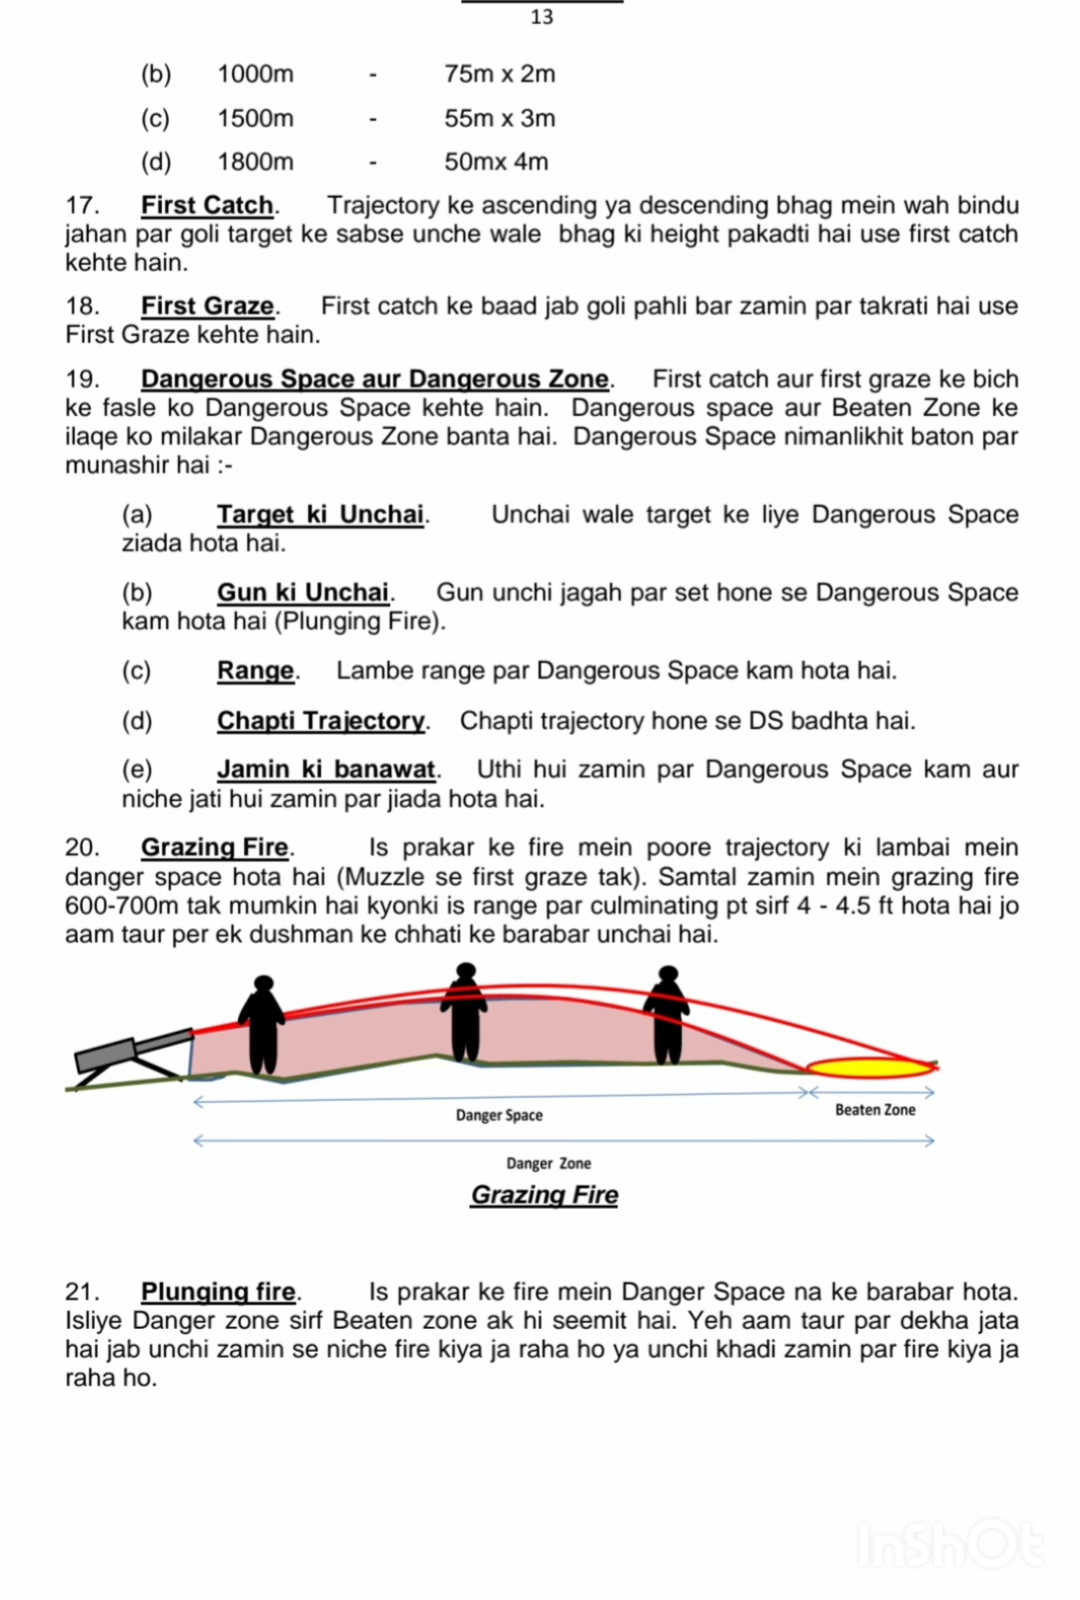 13
(b) 1000m - 75m x 2m
(c) 1500m - 55m x 3m
(d) 1800m - 50mx 4m
17. First Catch. Trajectory ke ascending ya descending bhag mein wah bindu
jahan par goli target ke sabse unche wale bhag ki height pakadti hai use first catch
kehte hain.
18. First Graze. First catch ke baad jab goli pahli bar zamin par takrati hai use
First Graze kehte hain.
19. Dangerous Space aur Dangerous Zone. First catch aur first graze ke bich
ke fasle ko Dangerous Space kehte hain. Dangerous space aur Beaten Zone ke
ilaqe ko milakar Dangerous Zone banta hai. Dangerous Space nimanlikhit baton par
munashir hai :-
(a) Target ki Unchai. Unchai wale target ke liye Dangerous Space
ziada hota hai.
(b) Gun ki Unchai. Gun unchi jagah par set hone se Dangerous Space
kam hota hai (Plunging Fire).
(c) Range. Lambe range par Dangerous Space kam hota hai.
(d) Chapti Trajectory. Chapti trajectory hone se DS badhta hai.
(e) Jamin ki banawat. Uthi hui zamin par Dangerous Space kam aur
niche jati hui zamin par jiada hota hai.
20. Grazing Fire. Is prakar ke fire mein poore trajectory ki lambai mein
danger space hota hai (Muzzle se first graze tak). Samtal zamin mein grazing fire
600-700m tak mumkin hai kyonki is range par culminating pt sirf 4 - 4.5 ft hota hai jo
aam taur per ek dushman ke chhati ke barabar unchai hai.
Danger Space
Beaten Zone
Danger Zone
Grazing Fire
21. Plunging fire. Is prakar ke fire mein Danger Space na ke barabar hota.
Isliye Danger zone sirf Beaten zone ak hi seemit hai. Yeh aam taur par dekha jata
hai jab unchi zamin se niche fire kiya ja raha ho ya unchi khadi zamin par fire kiya ja
raha ho.
InShOt